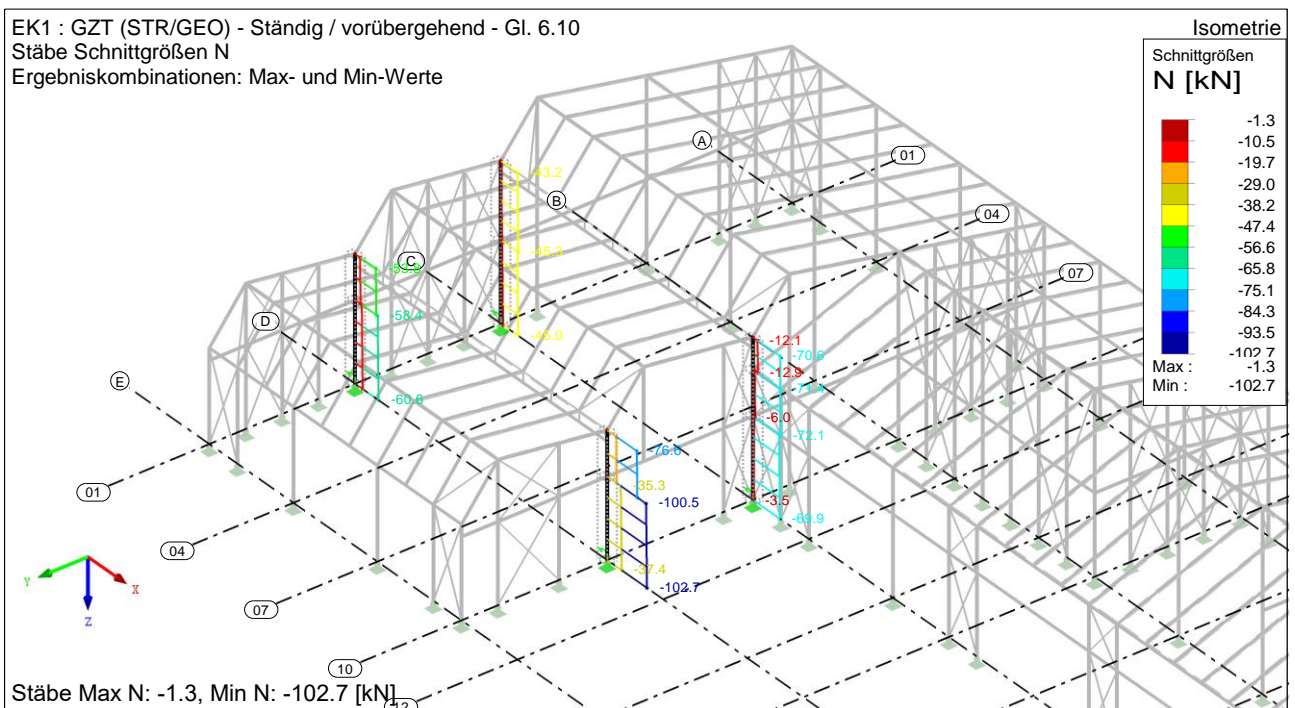 EK1 : GZT (STR/GEO) - Ständig / vorübergehend - Gl. 6.10
Isometrie
Stäbe Schnittgrößen N
Ergebniskombinationen: Max- und Min-Werte
Schnittgrößen
N [kN]
-1.3
-10.5
-19.7
-29.0
-38.2
-47.4
-56.6
-65.8
-75.1
-84.3
-93.5
-102.7
Max : -1.3
Min : -102.7
A
01
B
04
C
07
D
E
-43.2
-45.3
-46.0
-58.4
-60.6
-12.1
-70.6
-12.9
-71.4
-6.0
-72.1
-3.5
-69.9
-76.6
-35.3
-100.5
-37.4
-102.7
01
04
07
10
12
Y
X
Z
Stäbe Max N: -1.3, Min N: -102.7 [kN]